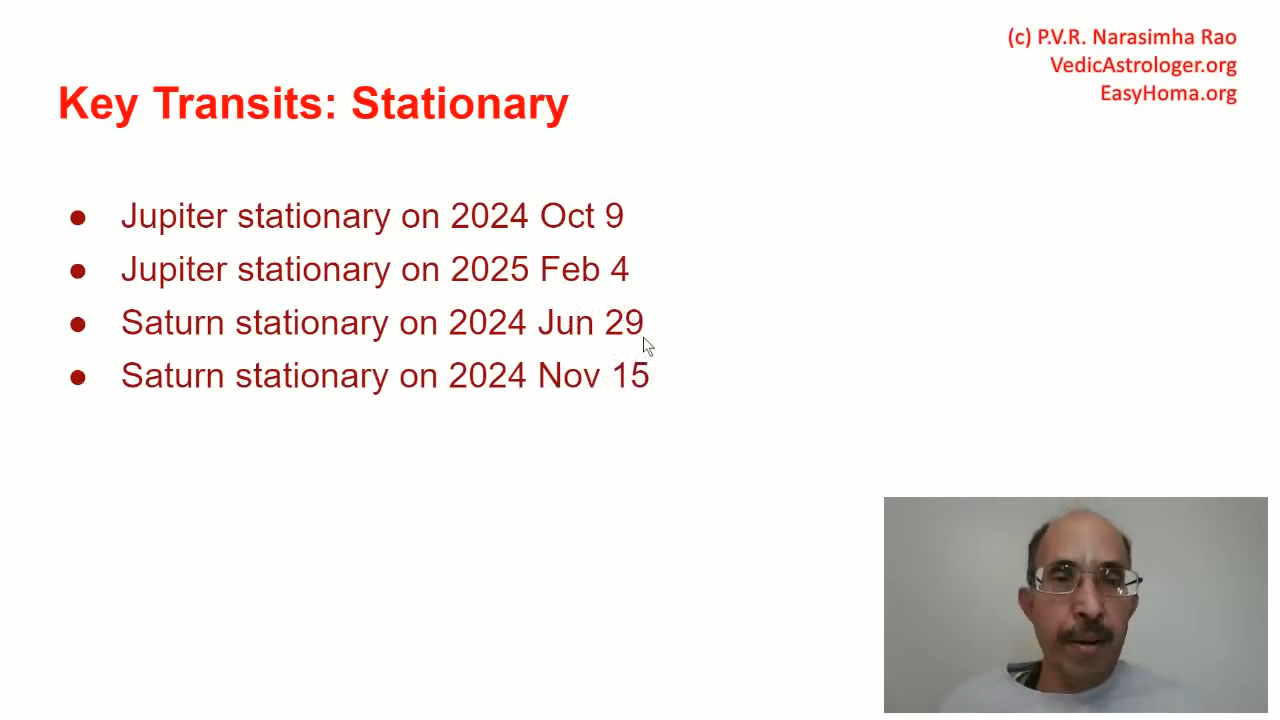 (c) P.V.R. Narasimha Rao
VedicAstrologer.org
EasyHoma.org
Key Transits: Stationary
● Jupiter stationary on 2024 Oct 9
● Jupiter stationary on 2025 Feb 4
● Saturn stationary on 2024 Jun 29
● Saturn stationary on 2024 Nov 15